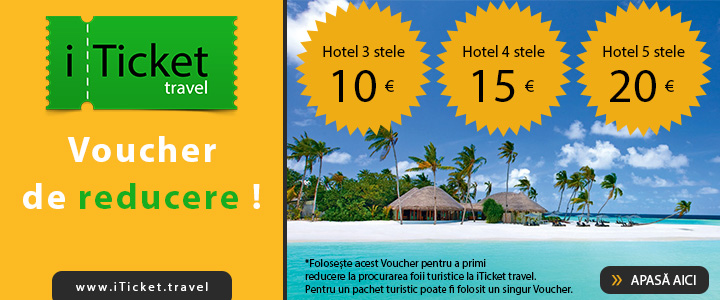 i Ticket
travel
Voucher
de reducere !
www.iTicket.travel
Hotel 3 stele
10 €
Hotel 4 stele
15 €
Hotel 5 stele
20 €
*Folosește acest Voucher pentru a primi
reducere la procurarea foii turistice la iTicket travel.
Pentru un pachet turistic poate fi folosit un singur Voucher.
» APASĂ AICI